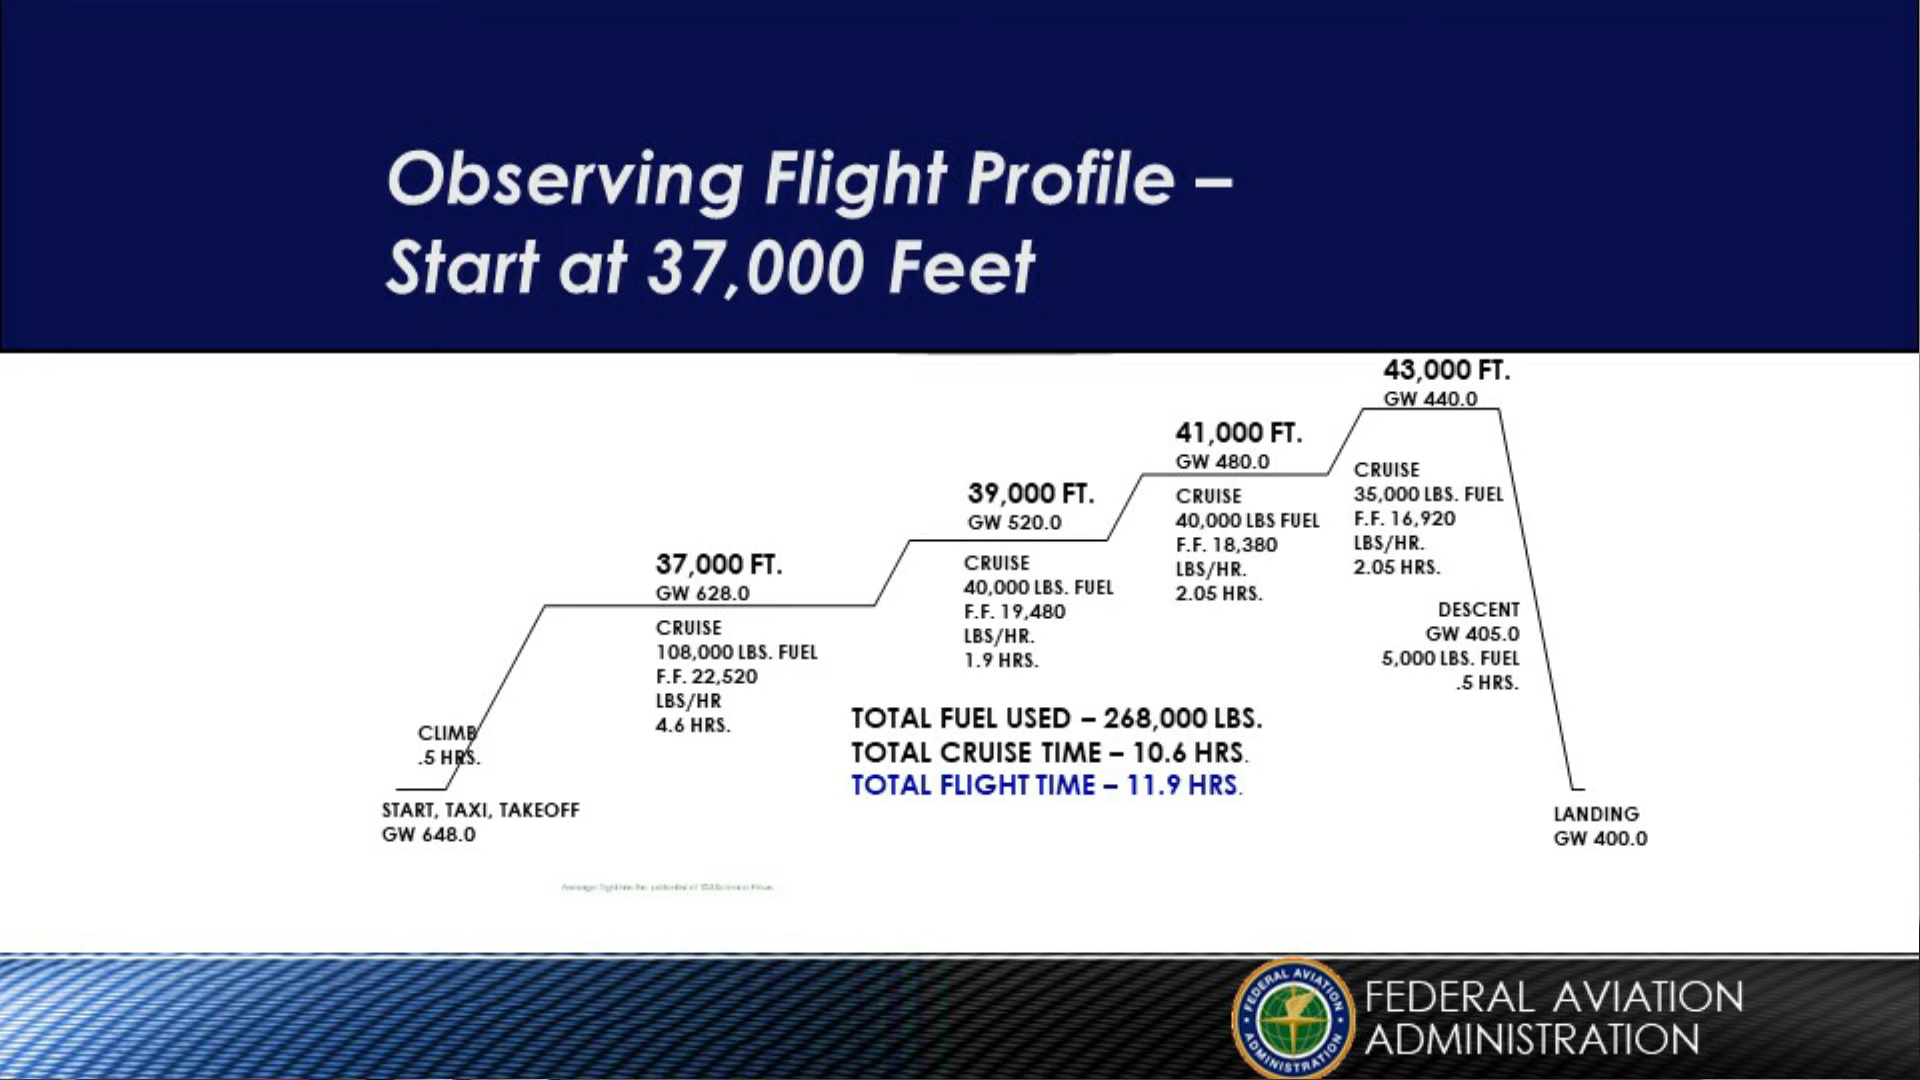 Observing Flight Profile –
Start at 37,000 Feet
43,000 FT.
GW 440.0
41,000 FT.
GW 480.0
CRUISE
35,000 LBS. FUEL
F.F. 16,920
LBS/HR.
2.05 HRS.
39,000 FT.
GW 520.0
CRUISE
40,000 LBS FUEL
F.F. 18,380
LBS/HR.
2.05 HRS.
37,000 FT.
GW 628.0
CRUISE
40,000 LBS. FUEL
F.F. 19,480
LBS/HR.
1.9 HRS.
CRUISE
108,000 LBS. FUEL
F.F. 22,520
LBS/HR
4.6 HRS.
DESCENT
GW 405.0
5,000 LBS. FUEL
.5 HRS.
CLIMB
.5 HRS.
TOTAL FUEL USED – 268,000 LBS.
TOTAL CRUISE TIME – 10.6 HRS.
TOTAL FLIGHT TIME – 11.9 HRS.
START, TAXI, TAKEOFF
GW 648.0
LANDING
GW 400.0
FEDERAL AVIATION
ADMINISTRATION
FEDERAL AVIATION
ADMINISTRATION